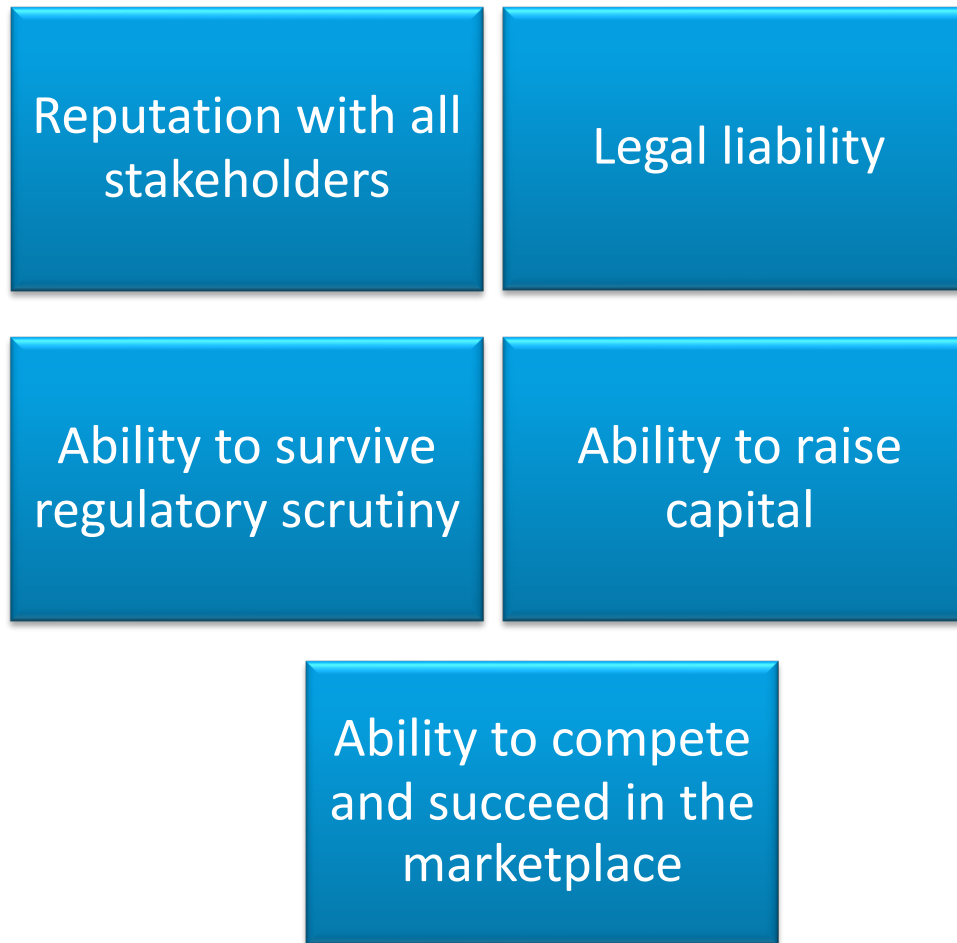 Reputation with all
stakeholders
Legal liability
Ability to survive
regulatory scrutiny
Ability to raise
capital
Ability to compete
and succeed in the
marketplace